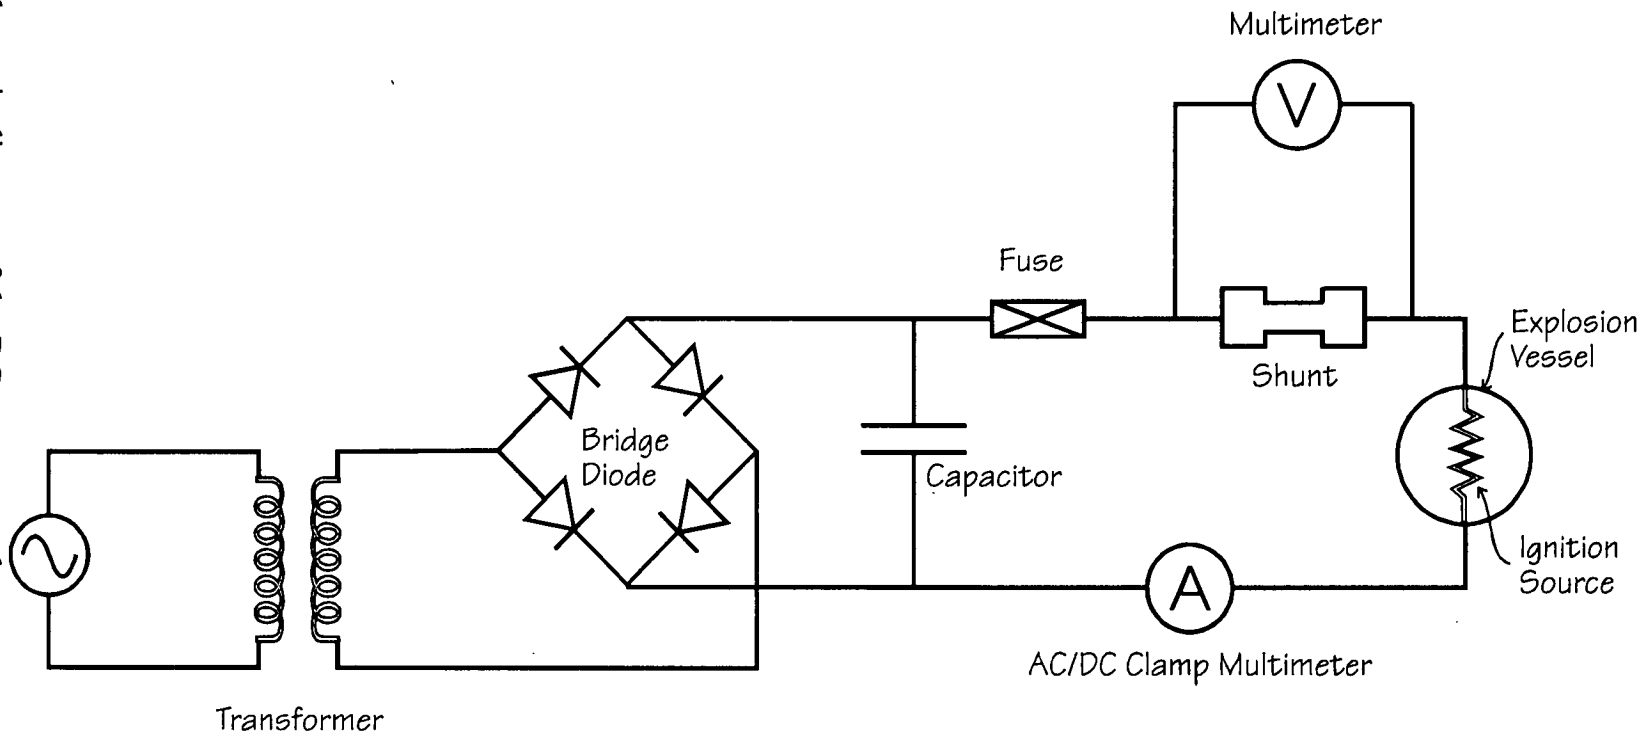 Multimeter
V
Fuse
Explosion
Vessel
Shunt
Bridge
Diode
Capacitor
Ignition
Source
A
AC/DC Clamp Multimeter
Transformer